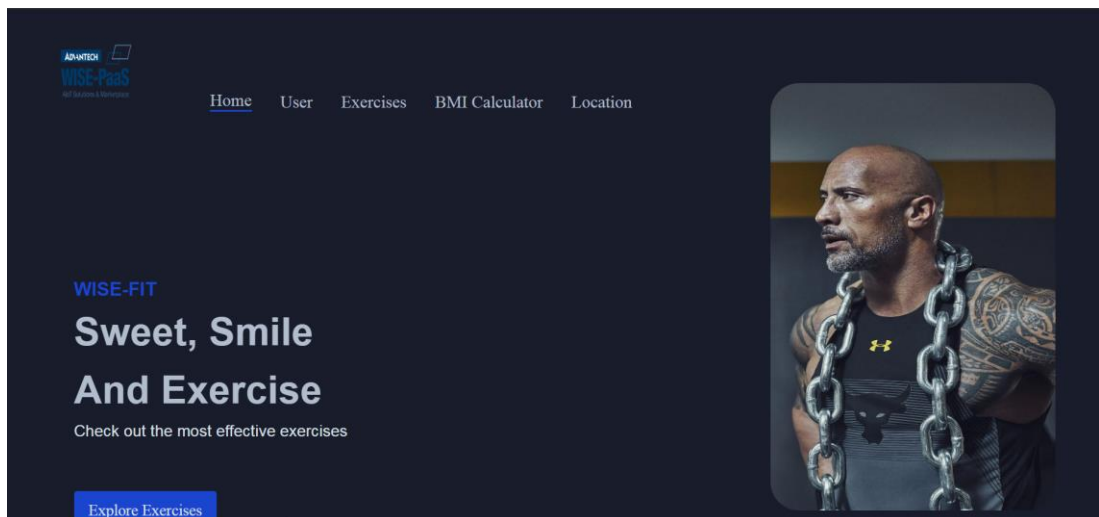 ADVANTECH
WISE-PaaS
Home User Exercises BMI Calculator Location
WISE-FIT
Sweet, Smile
And Exercise
Check out the most effective exercises
Explore Exercises